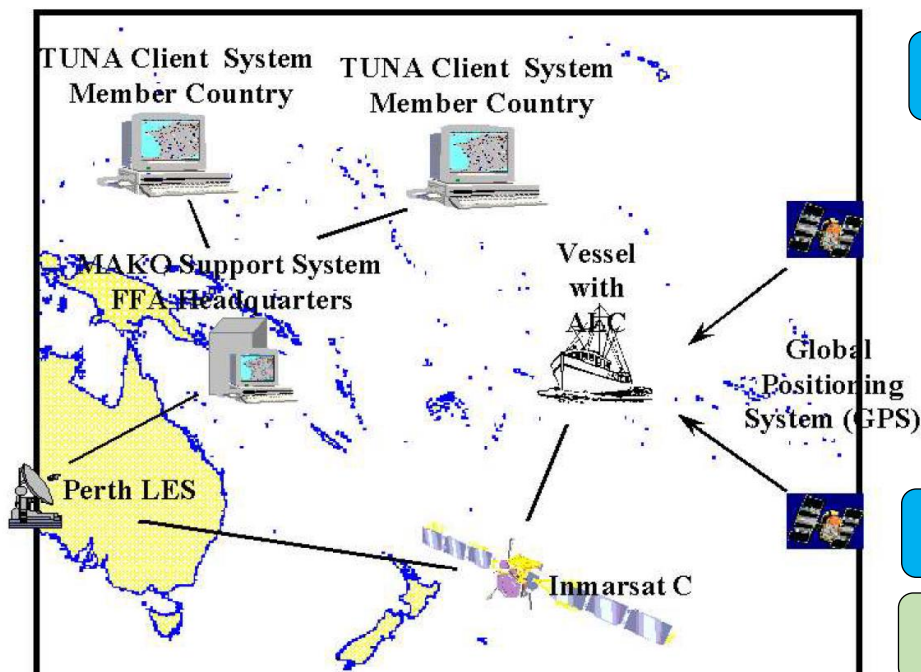 TUNA Client System
Member Country
TUNA Client System
Member Country
MAKO Support System
FFA Headquarters
Vessel
with
AEC
Global
Positioning
System (GPS)
Perth LES
Inmarsat C